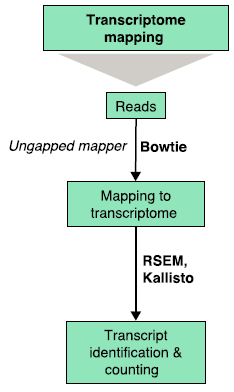 Transcriptome
mapping
Reads
Ungapped mapper Bowtie
Mapping to
transcriptome
RSEM,
Kallisto
Transcript
identification &
counting